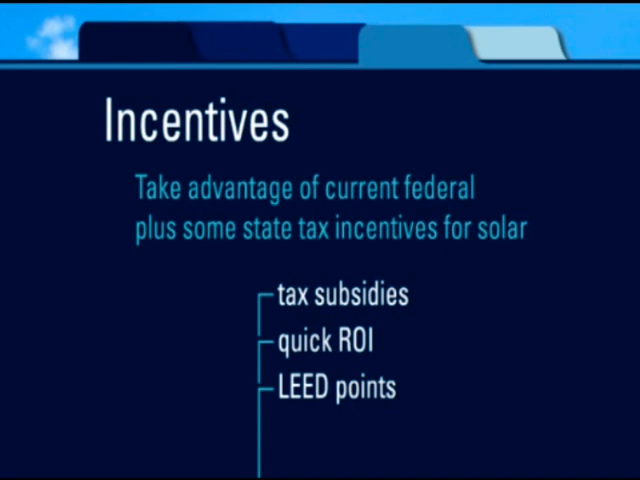 Incentives
Take advantage of current federal
plus some state tax incentives for solar
tax subsidies
quick ROI
LEED points